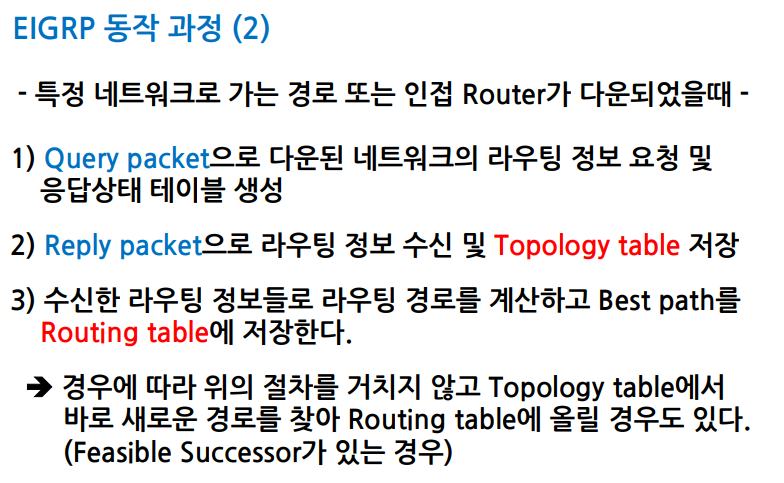 EIGRP 동작 과정 (2)
- 특정 네트워크로 가는 경로 또는 인접 Router가 다운되었을때 -
1) Query packet으로 다운된 네트워크의 라우팅 정보 요청 및
응답상태 테이블 생성
2) Reply packet으로 라우팅 정보 수신 및 Topology table 저장
3) 수신한 라우팅 정보들로 라우팅 경로를 계산하고 Best path를
Routing table에 저장한다.
➔ 경우에 따라 위의 절차를 거치지 않고 Topology table에서
바로 새로운 경로를 찾아 Routing table에 올릴 경우도 있다.
(Feasible Successor가 있는 경우)